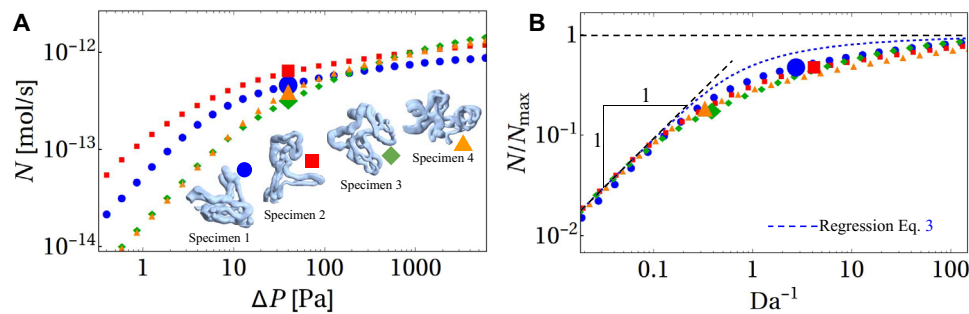 A
N [mol/s]
10⁻¹²
10⁻¹³
10⁻¹⁴
Specimen 1
Specimen 2
Specimen 3
Specimen 4
1
10
100
1000
ΔP [Pa]
B
N/Nmax
1
10⁻¹
10⁻²
1
1
Regression Eq. 3
0.1
1
10
100
Da⁻¹